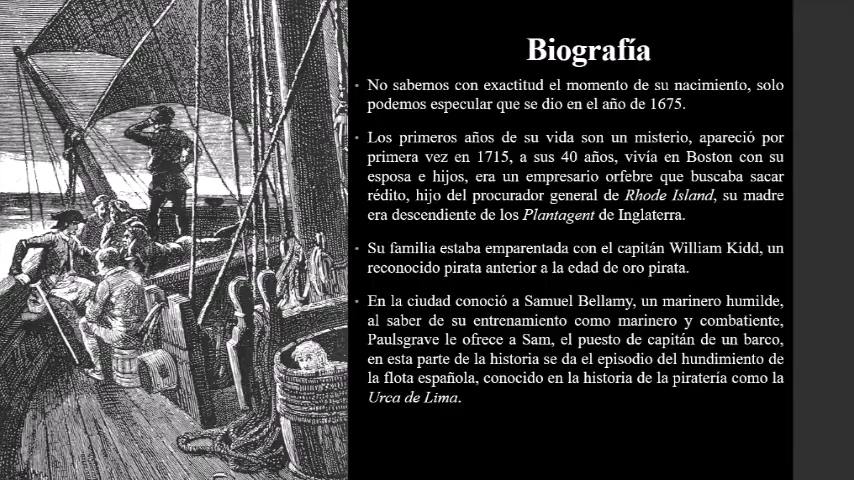 Biografía
• No sabemos con exactitud el momento de su nacimiento, solo
podemos especular que se dio en el año de 1675.
• Los primeros años de su vida son un misterio, apareció por
primera vez en 1715, a sus 40 años, vivía en Boston con su
esposa e hijos, era un empresario orfebre que buscaba sacar
rédito, hijo del procurador general de Rhode Island, su madre
era descendiente de los Plantagent de Inglaterra.
• Su familia estaba emparentada con el capitán William Kidd, un
reconocido pirata anterior a la edad de oro pirata.
• En la ciudad conoció a Samuel Bellamy, un marinero humilde,
al saber de su entrenamiento como marinero y combatiente,
Paulsgrave le ofrece a Sam, el puesto de capitán de un barco,
en esta parte de la historia se da el episodio del hundimiento de
la flota española, conocido en la historia de la piratería como la
Urca de Lima.